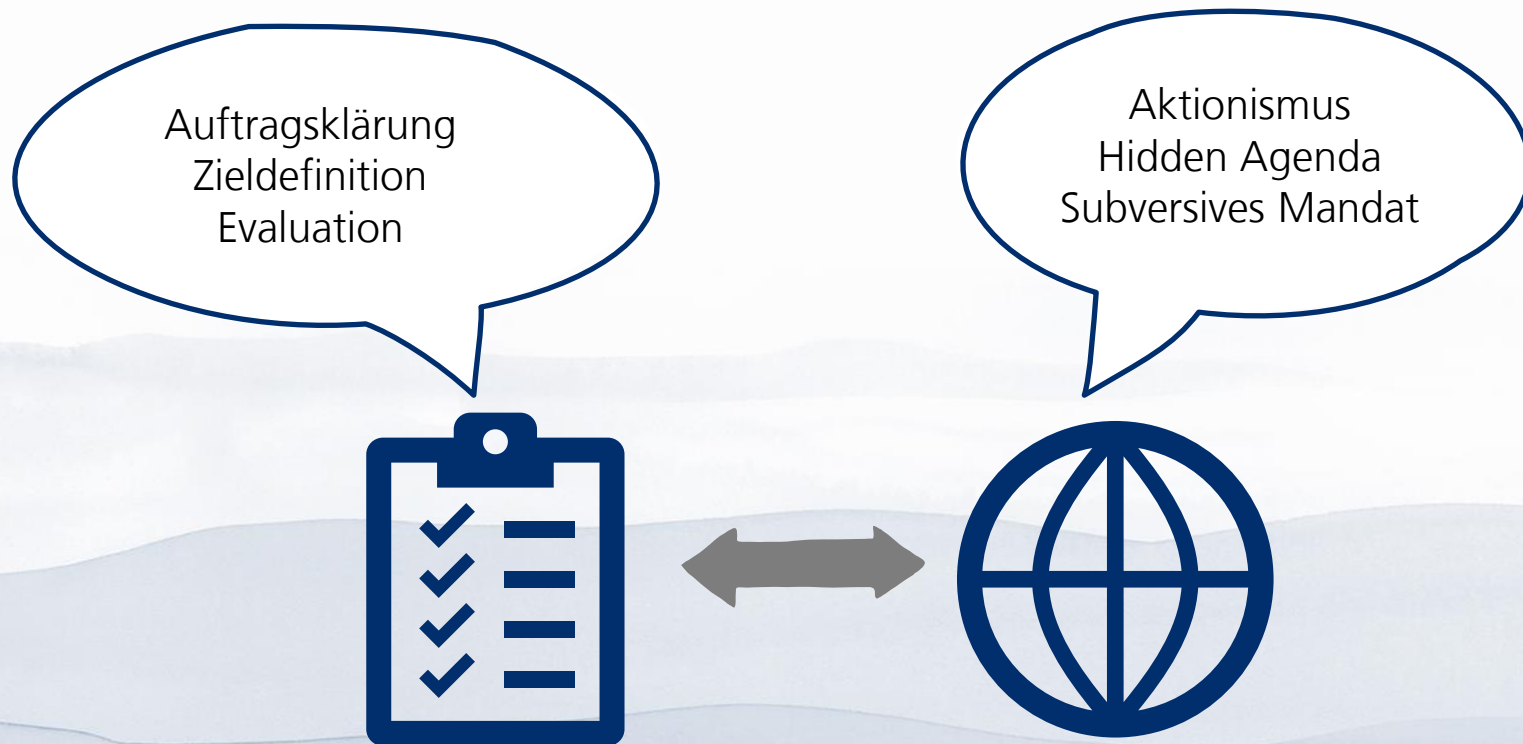 Auftragsklärung
Zieldefinition
Evaluation
Aktionismus
Hidden Agenda
Subversives Mandat